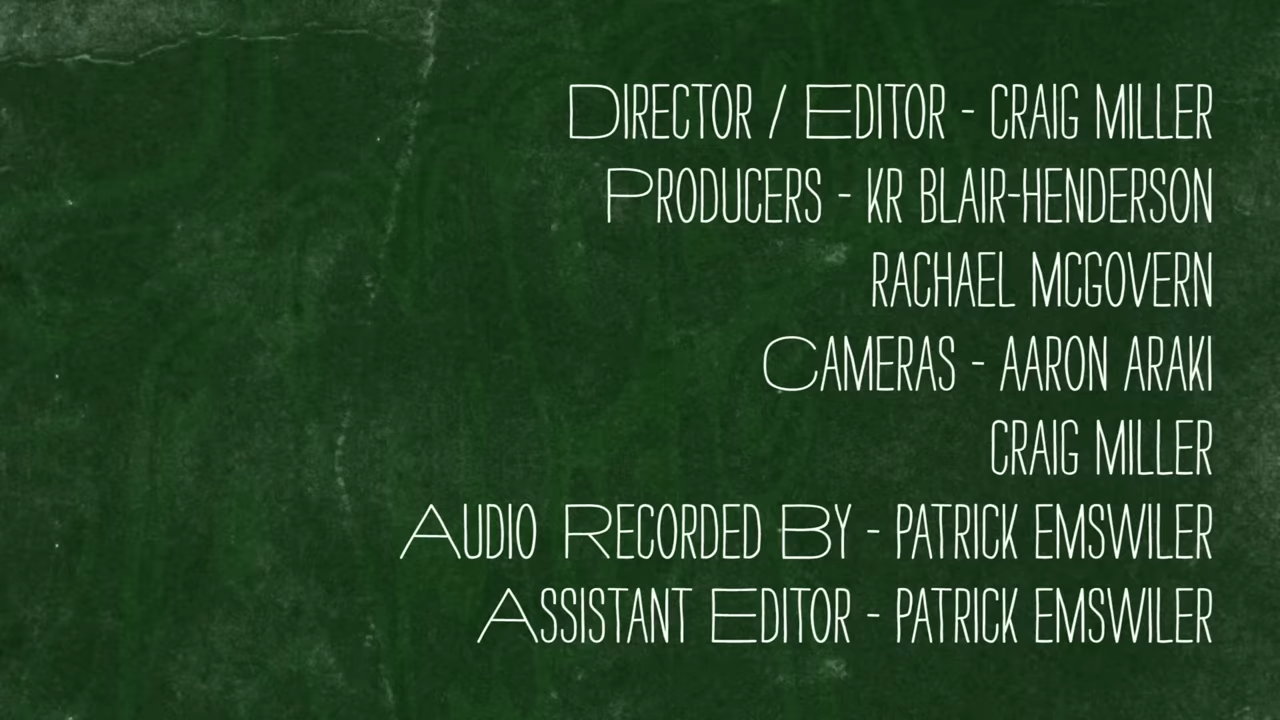 Director / Editor - Craig Miller
Producers - KR Blair-Henderson
Rachael McGovern
Cameras - Aaron Araki
Craig Miller
Audio Recorded By - Patrick Emswiler
Assistant Editor - Patrick Emswiler